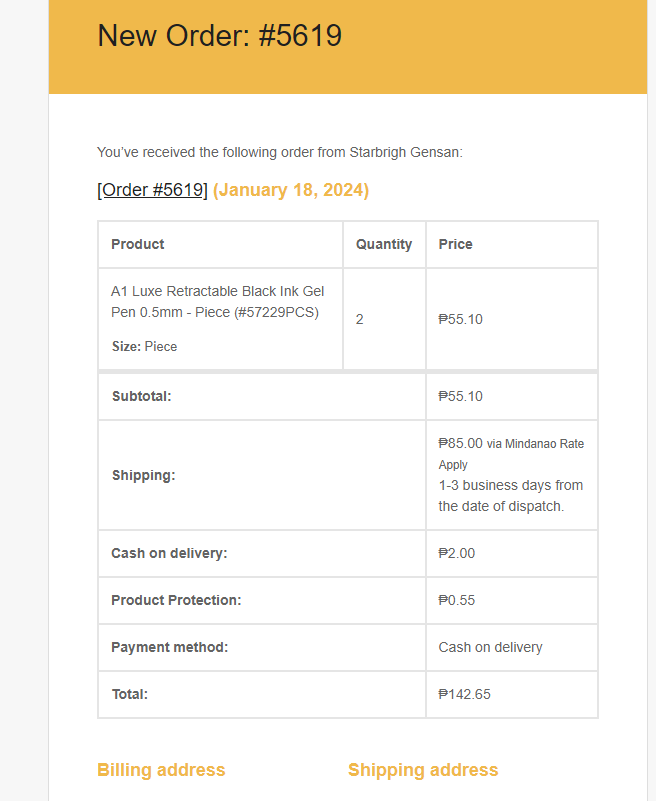 New Order: #5619
You've received the following order from Starbrigh Gensan:
[Order #5619] (January 18, 2024)
Product Quantity Price
A1 Luxe Retractable Black Ink Gel
Pen 0.5mm - Piece (#57229PCS)
Size: Piece
2
₱55.10
Subtotal: ₱55.10
Shipping:
₱85.00 via Mindanao Rate
Apply
1-3 business days from
the date of dispatch.
Cash on delivery: ₱2.00
Product Protection: ₱0.55
Payment method: Cash on delivery
Total: ₱142.65
Billing address Shipping address